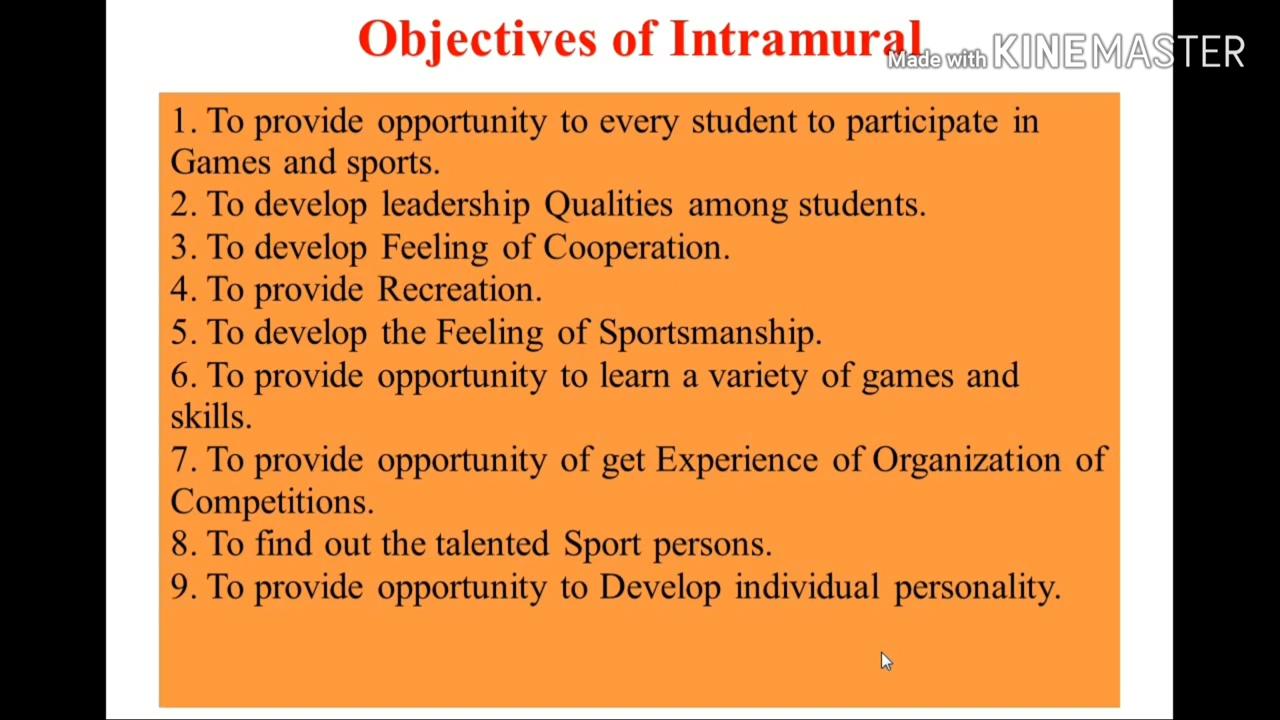 Objectives of Intramural
Made with KINEMASTER
1. To provide opportunity to every student to participate in
Games and sports.
2. To develop leadership Qualities among students.
3. To develop Feeling of Cooperation.
4. To provide Recreation.
5. To develop the Feeling of Sportsmanship.
6. To provide opportunity to learn a variety of games and
skills.
7. To provide opportunity of get Experience of Organization of
Competitions.
8. To find out the talented Sport persons.
9. To provide opportunity to Develop individual personality.